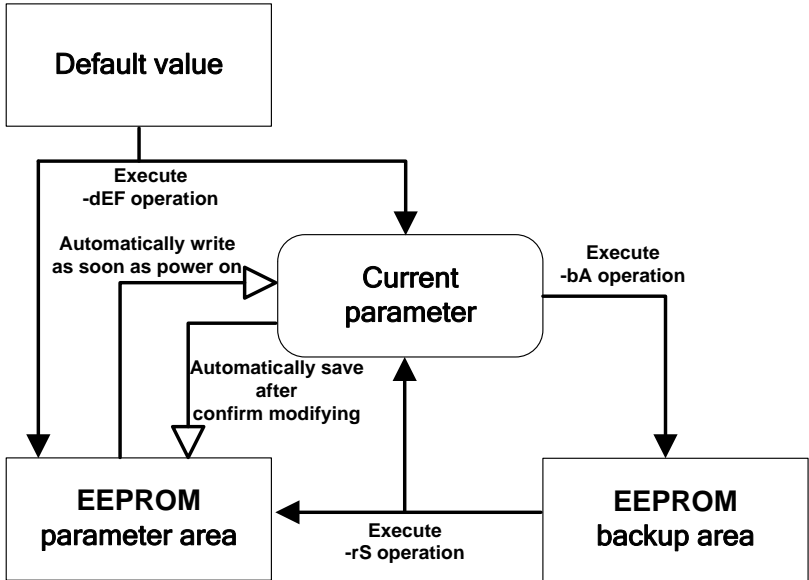 Default value
Execute
-dEF operation
Automatically write
as soon as power on
Current
parameter
Execute
-bA operation
Automatically save
after
confirm modifying
EEPROM
parameter area
Execute
-rS operation
EEPROM
backup area